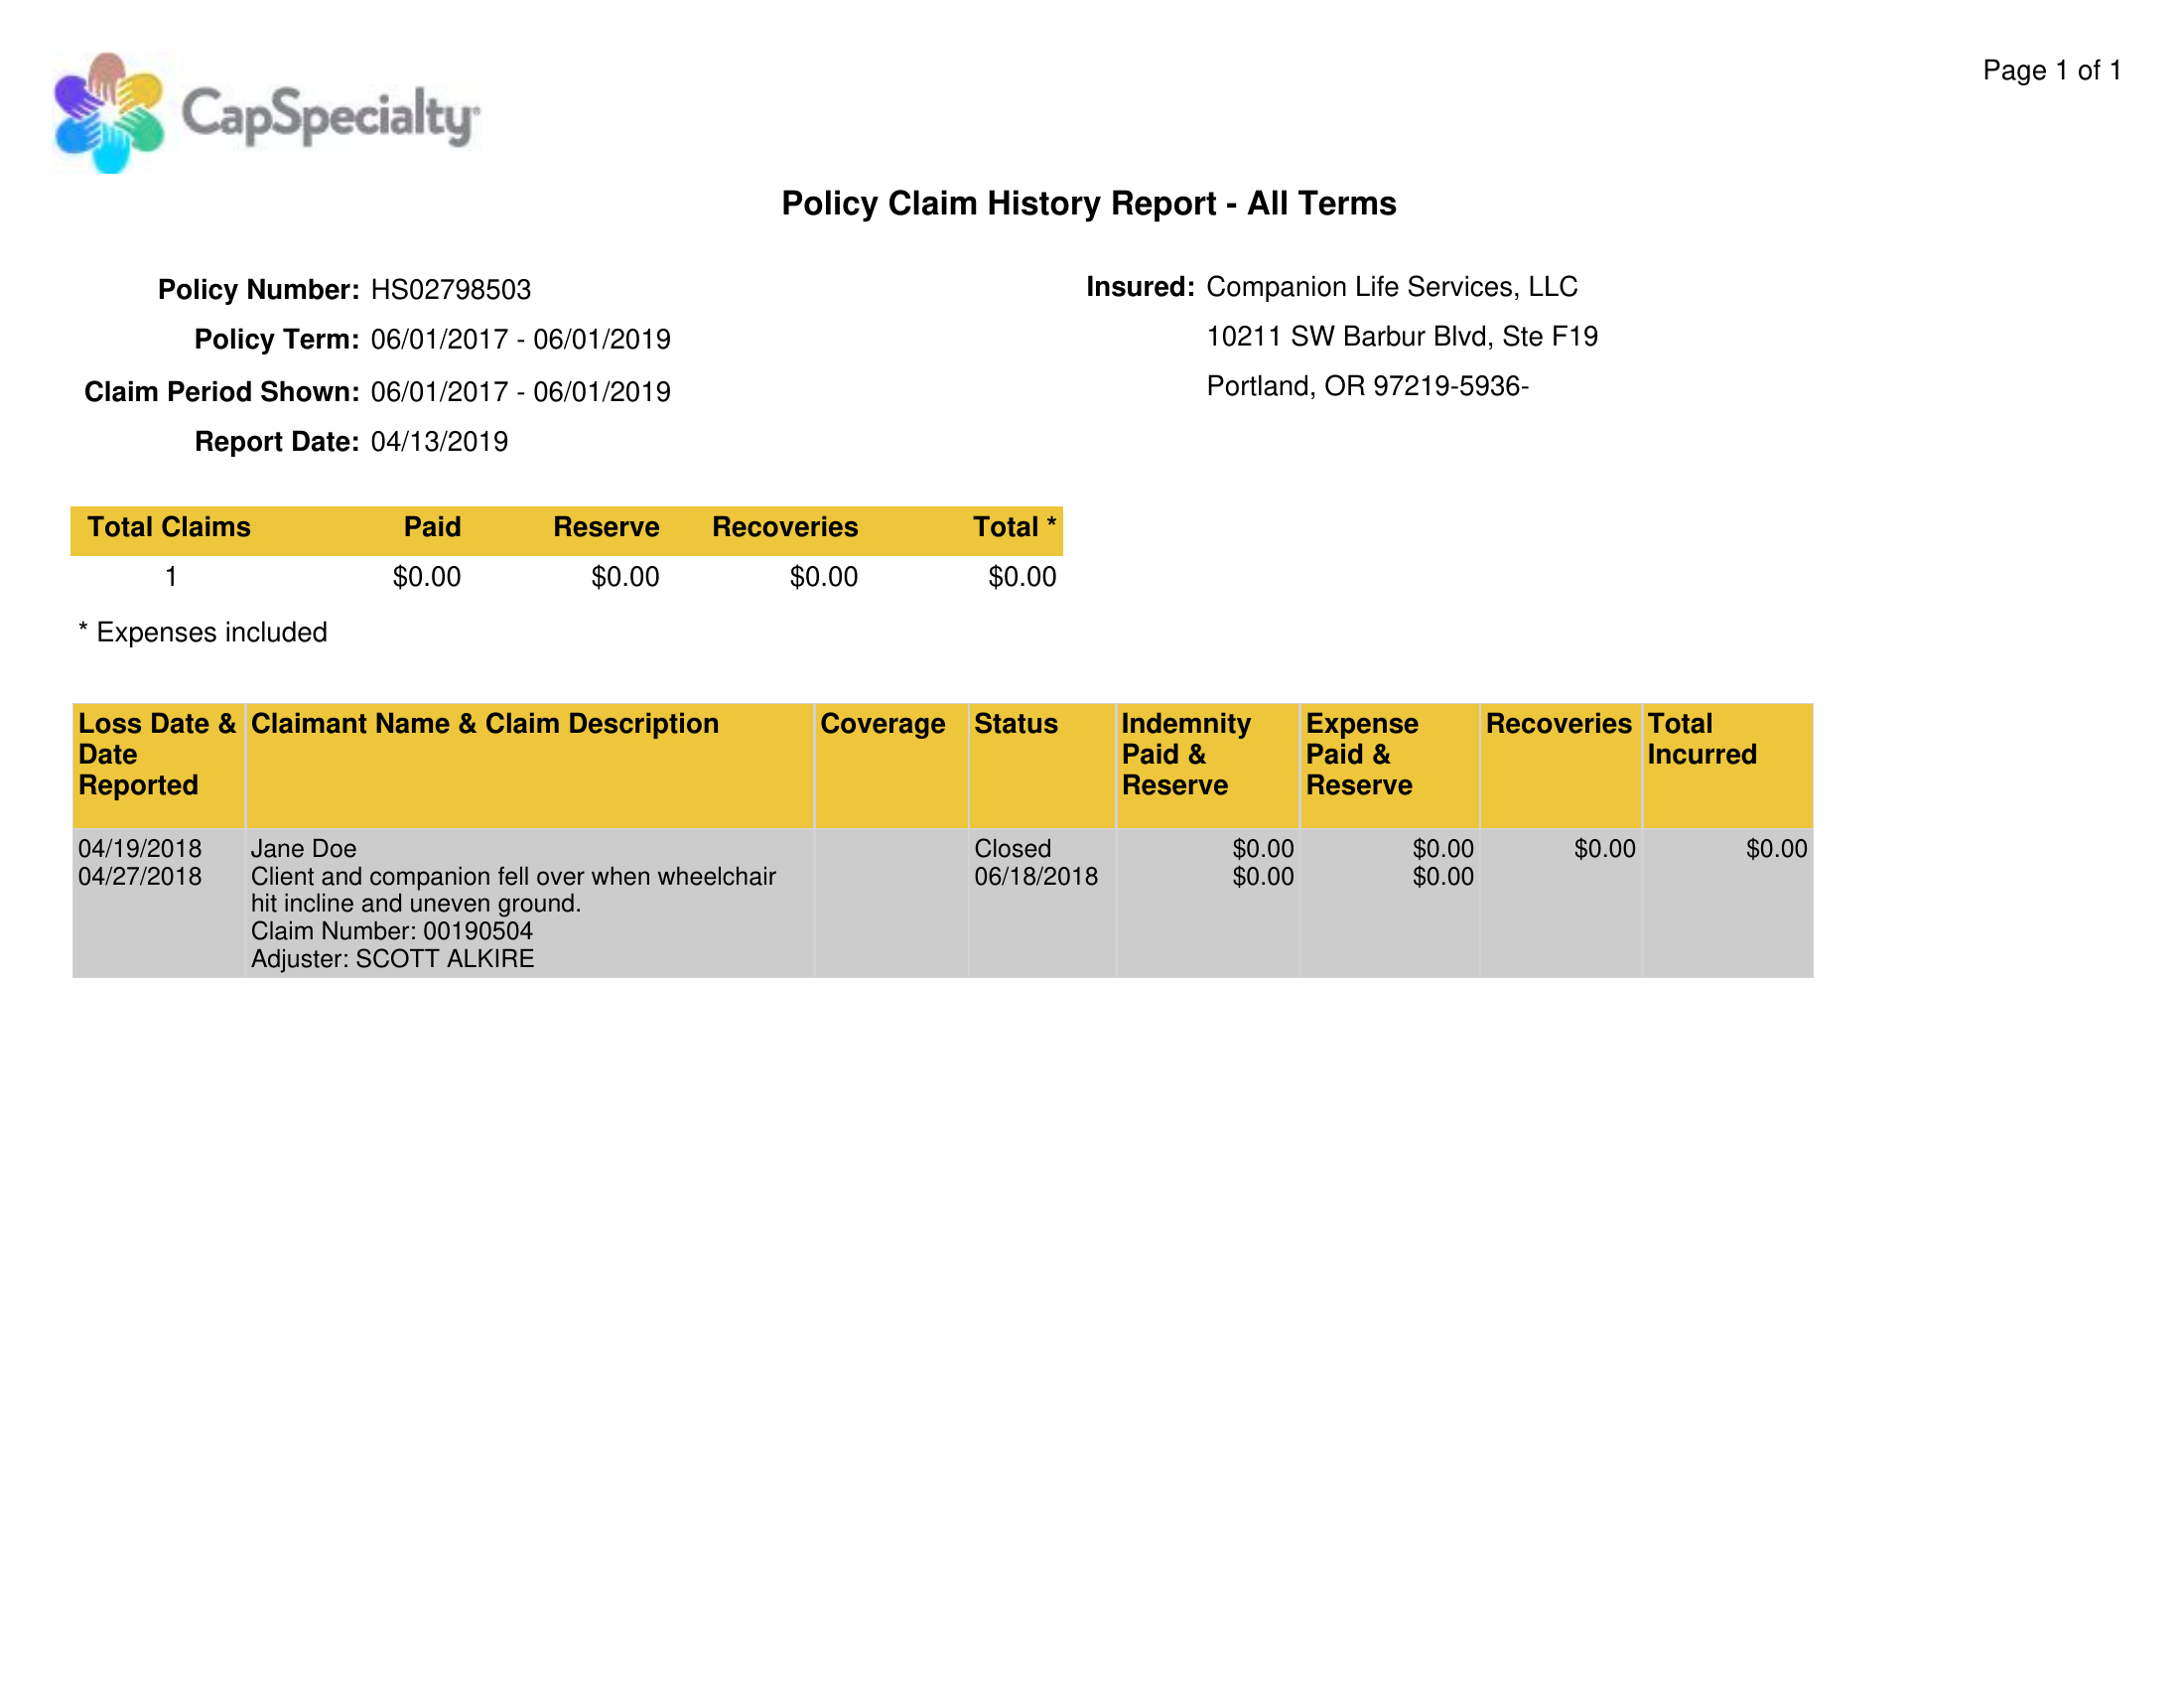 CapSpecialty
Page 1 of 1
Policy Claim History Report - All Terms
Policy Number: HS02798503
Policy Term: 06/01/2017 - 06/01/2019
Claim Period Shown: 06/01/2017 - 06/01/2019
Report Date: 04/13/2019
Insured: Companion Life Services, LLC
10211 SW Barbur Blvd, Ste F19
Portland, OR 97219-5936-
Total Claims Paid Reserve Recoveries Total *
1 $0.00 $0.00 $0.00 $0.00
* Expenses included
Loss Date & Claimant Name & Claim Description Coverage Status Indemnity Expense Recoveries Total
Date Paid & Paid & Incurred
Reported Reserve Reserve
04/19/2018 Jane Doe Closed $0.00 $0.00 $0.00 $0.00
04/27/2018 Client and companion fell over when wheelchair 06/18/2018 $0.00 $0.00
hit incline and uneven ground.
Claim Number: 00190504
Adjuster: SCOTT ALKIRE